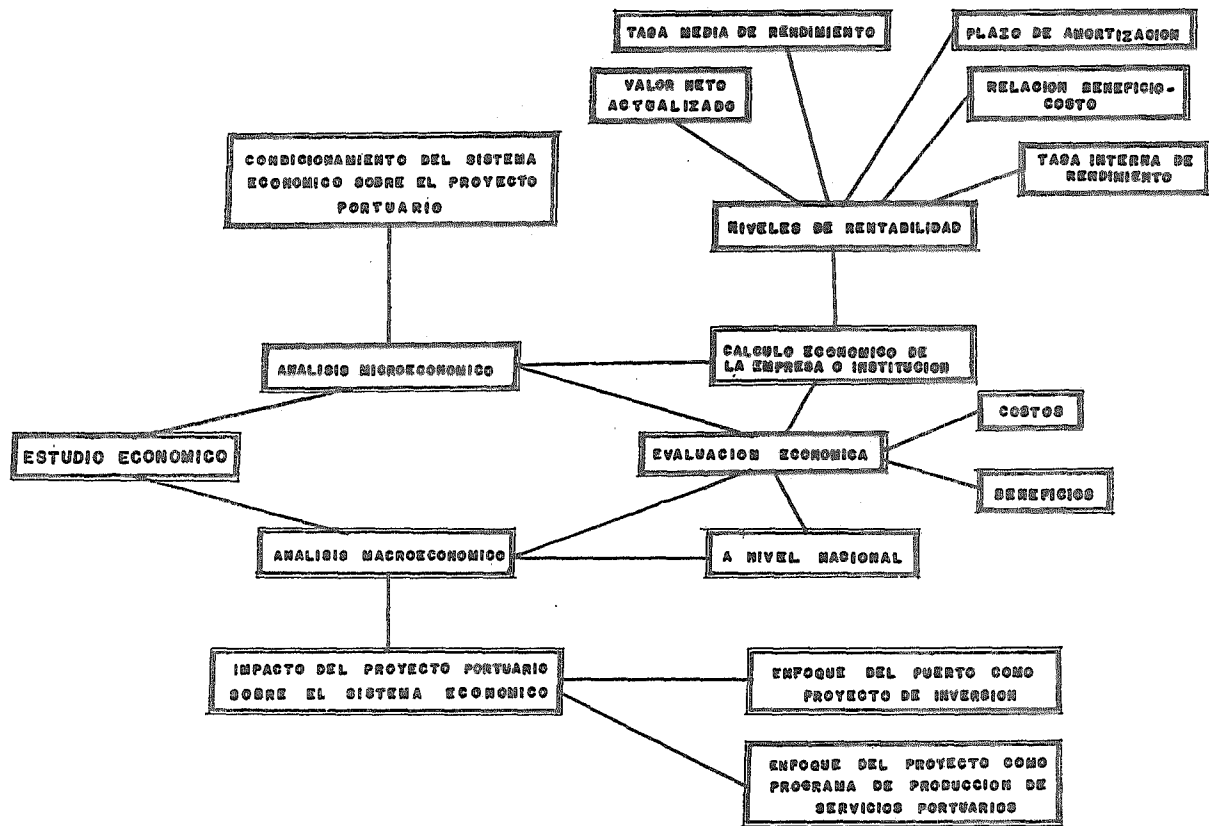 TASA MEDIA DE RENDIMIENTO
PLAZO DE AMORTIZACION
VALOR NETO
ACTUALIZADO
RELACION BENEFICIO-
COSTO
CONDICIONAMIENTO DEL SISTEMA
ECONOMICO SOBRE EL PROYECTO
PORTUARIO
TASA INTERNA DE
RENDIMIENTO
NIVELES DE RENTABILIDAD
ANALISIS MICROECONOMICO
CALCULO ECONOMICO DE
LA EMPRESA O INSTITUCION
COSTOS
ESTUDIO ECONOMICO
EVALUACION ECONOMICA
BENEFICIOS
ANALISIS MACROECONOMICO
A NIVEL NACIONAL
IMPACTO DEL PROYECTO PORTUARIO
SOBRE EL SISTEMA ECONOMICO
ENFOQUE DEL PUERTO COMO
PROYECTO DE INVERSION
ENFOQUE DEL PROYECTO COMO
PROGRAMA DE PRODUCCION DE
SERVICIOS PORTUARIOS